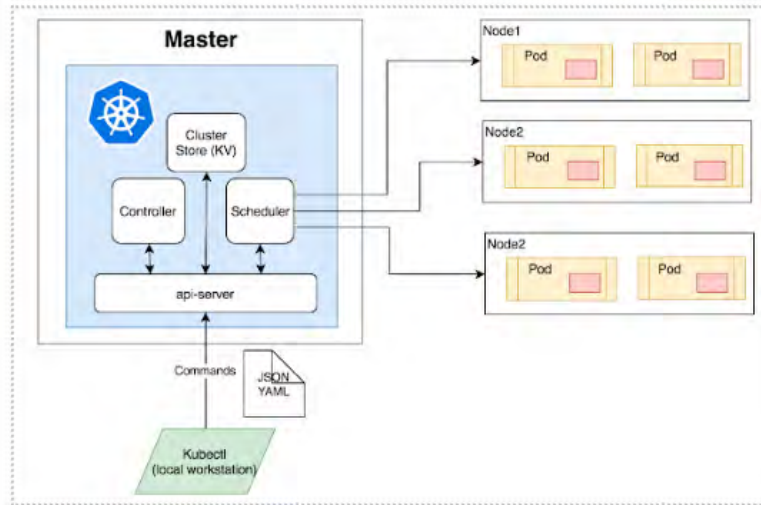 Master
Cluster
Store (KV)
Controller
Scheduler
api-server
Commands
JSON
YAML
Kubectl
(local workstation)
Node1
Pod
Pod
Node2
Pod
Pod
Node2
Pod
Pod